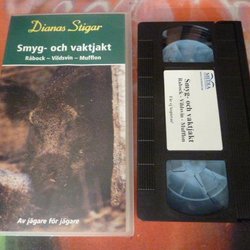 Dianas Stigar
Smyg- och vaktjakt
Råbock – Vildsvin – Mufflon
Av jägare för jägare
Smyg- och vaktjakt
Råbock - Vildsvin - Mufflon